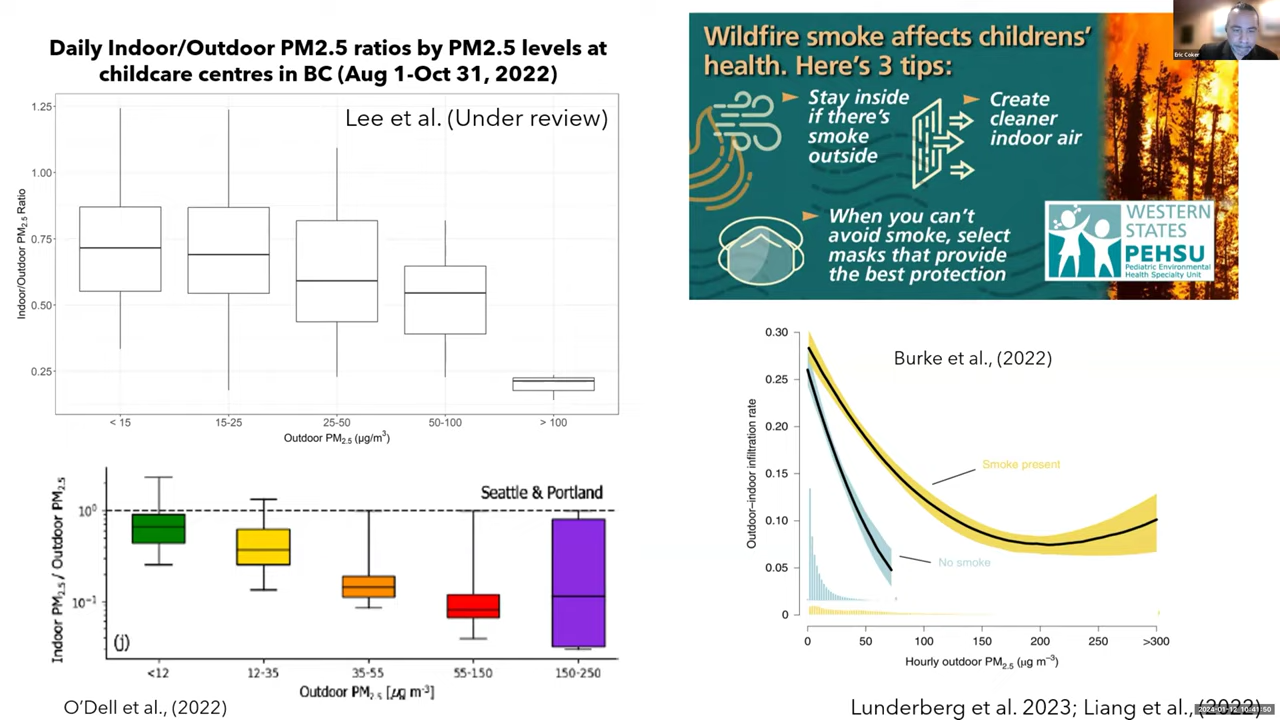 Daily Indoor/Outdoor PM2.5 ratios by PM2.5 levels at
childcare centres in BC (Aug 1-Oct 31, 2022)
Lee et al. (Under review)
Indoor/Outdoor PM2.5 Ratio
1.25
1.00
0.75
0.50
0.25
< 15
15-25
25-50
50-100
> 100
Outdoor PM2.5 (µg/m³)
Seattle & Portland
Indoor PM2.5 / Outdoor PM2.5
10⁰
10⁻¹
(j)
<12
12-35
35-55
55-150
150-250
Outdoor PM2.5 [µg m⁻³]
O'Dell et al., (2022)
Wildfire smoke affects childrens'
health. Here's 3 tips:
Stay inside
if there's
smoke
outside
Create
cleaner
indoor air
When you can't
avoid smoke, select
masks that provide
the best protection
WESTERN
STATES
PEHSU
Pediatric Environmental
Health Specialty Unit
Eric Coker
Burke et al., (2022)
Outdoor–indoor infiltration rate
0.30
0.25
0.20
0.15
0.10
0.05
0
Smoke present
No smoke
0
50
100
150
200
250
>300
Hourly outdoor PM2.5 (µg m⁻³)
Lunderberg et al. 2023; Liang et al., (2022)
2024-01-12 10:41:50